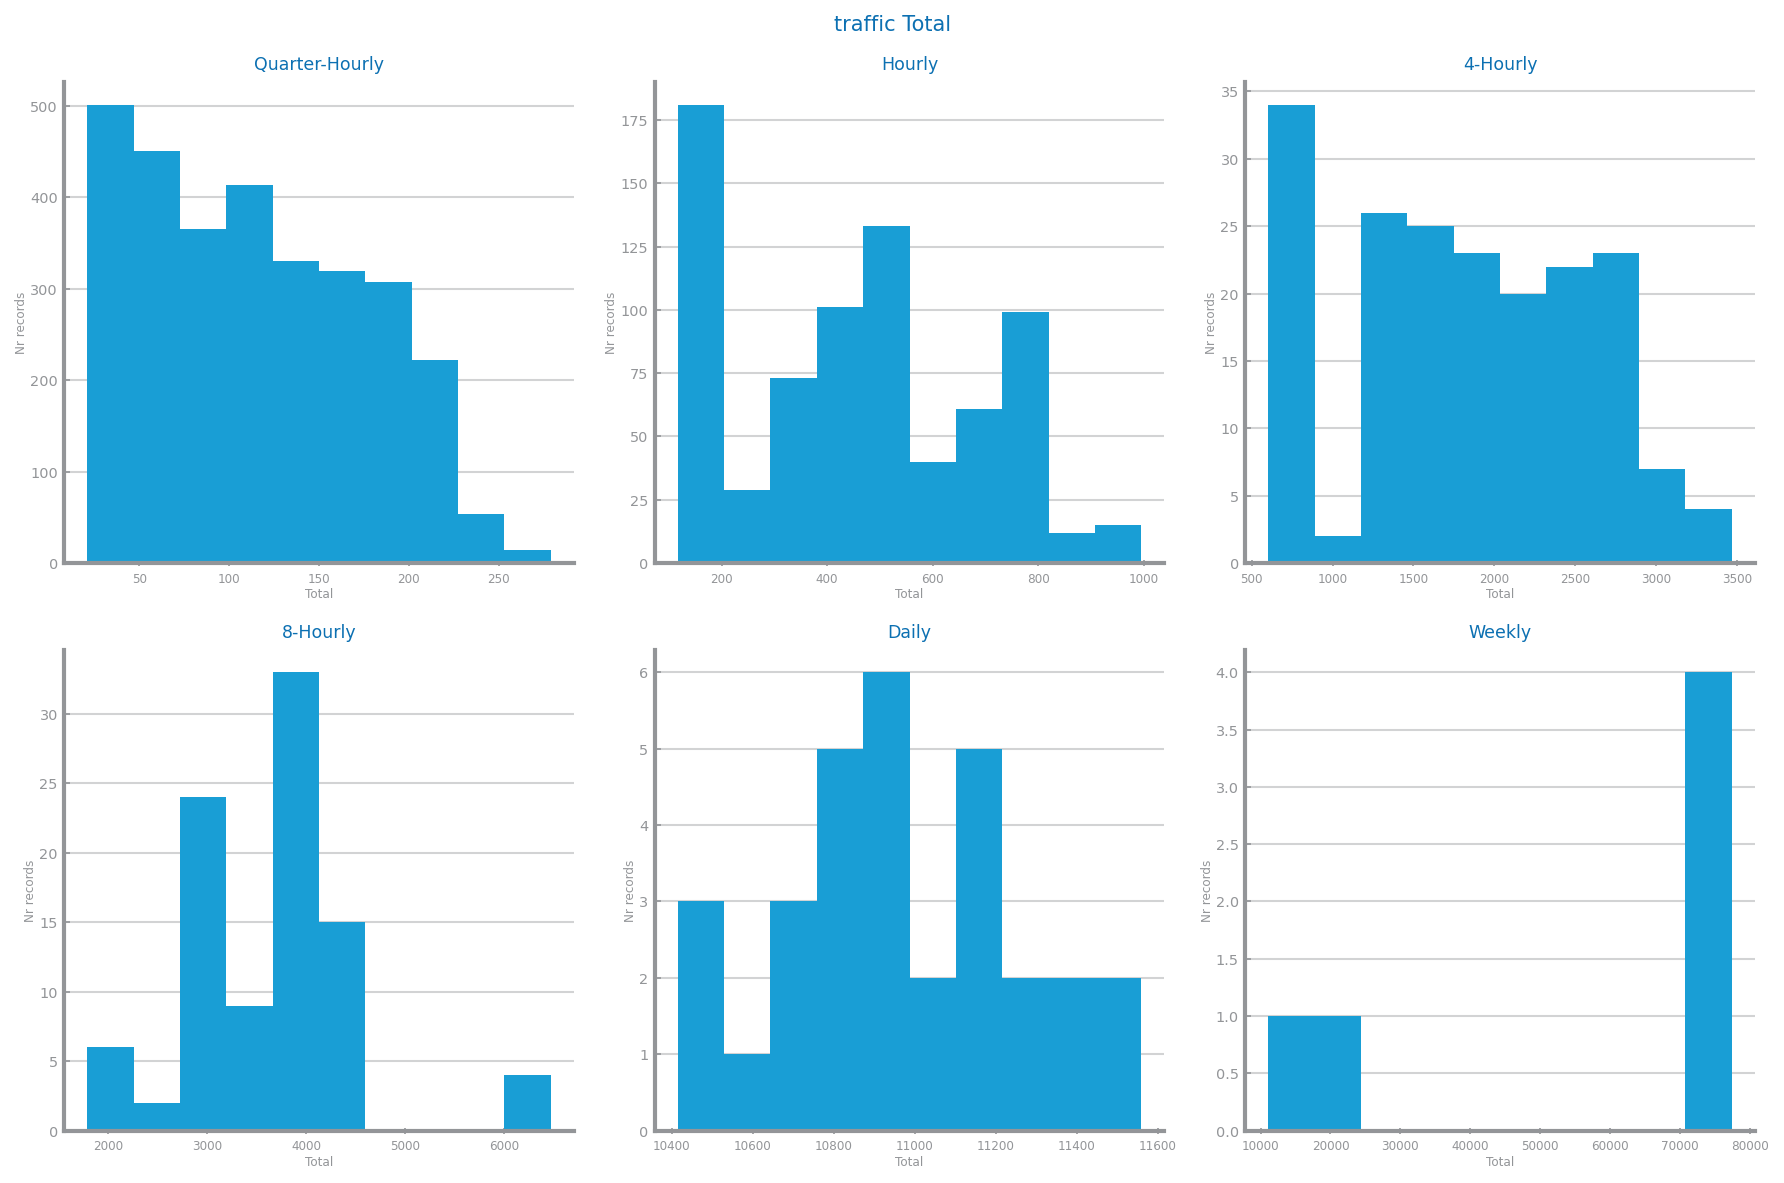 traffic Total
Quarter-Hourly
Hourly
4-Hourly
500
400
300
200
100
0
Nr records
50 100 150 200 250
Total
175
150
125
100
75
50
25
0
Nr records
200 400 600 800 1000
Total
35
30
25
20
15
10
5
0
Nr records
500 1000 1500 2000 2500 3000 3500
Total
8-Hourly
Daily
Weekly
30
25
20
15
10
5
0
Nr records
2000 3000 4000 5000 6000
Total
6
5
4
3
2
1
0
Nr records
10400 10600 10800 11000 11200 11400 11600
Total
4.0
3.5
3.0
2.5
2.0
1.5
1.0
0.5
0.0
Nr records
10000 20000 30000 40000 50000 60000 70000 80000
Total